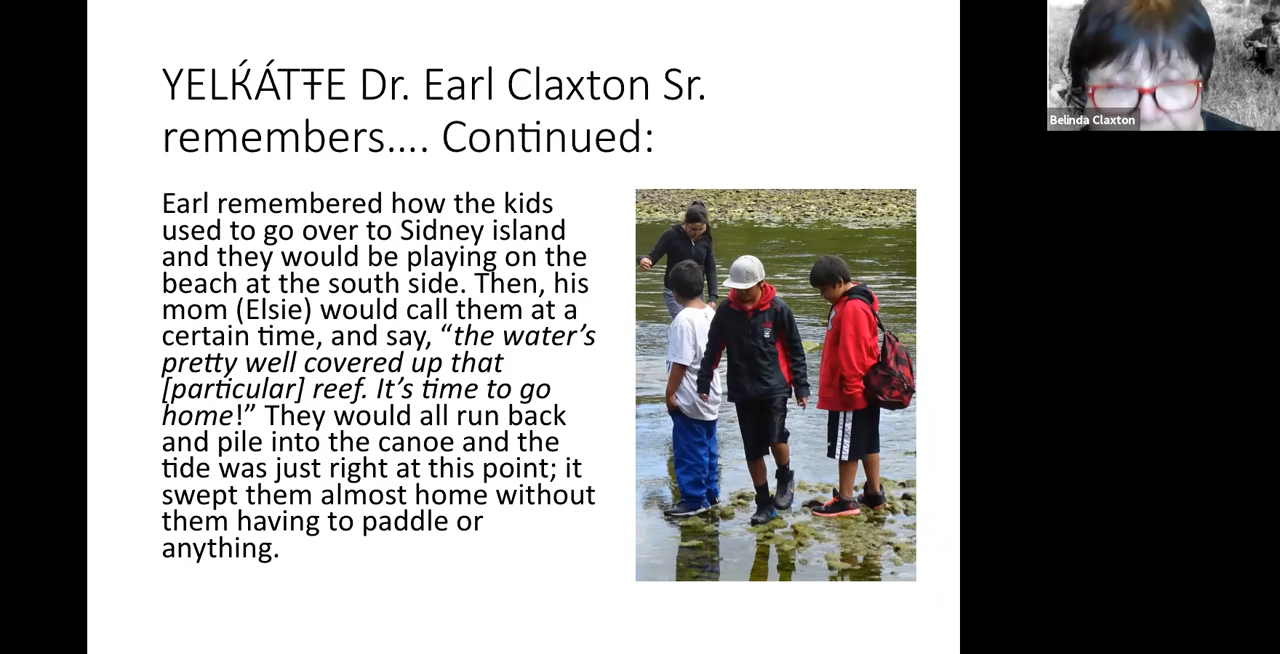 YELḰÁTŦE Dr. Earl Claxton Sr.
remembers…. Continued:
Earl remembered how the kids
used to go over to Sidney island
and they would be playing on the
beach at the south side. Then, his
mom (Elsie) would call them at a
certain time, and say, “the water’s
pretty well covered up that
[particular] reef. It’s time to go
home!” They would all run back
and pile into the canoe and the
tide was just right at this point; it
swept them almost home without
them having to paddle or
anything.
Belinda Claxton